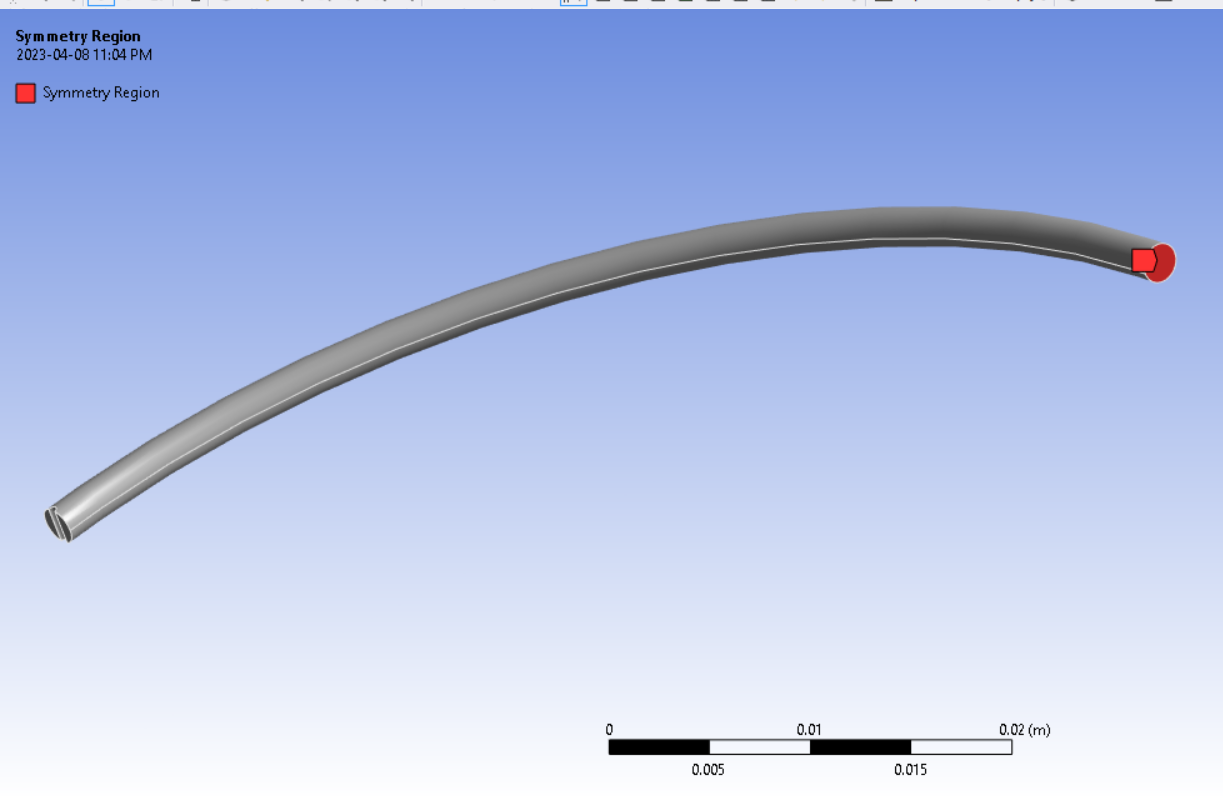 Symmetry Region
2023-04-08 11:04 PM
Symmetry Region
0 0.01 0.02 (m)
0.005 0.015